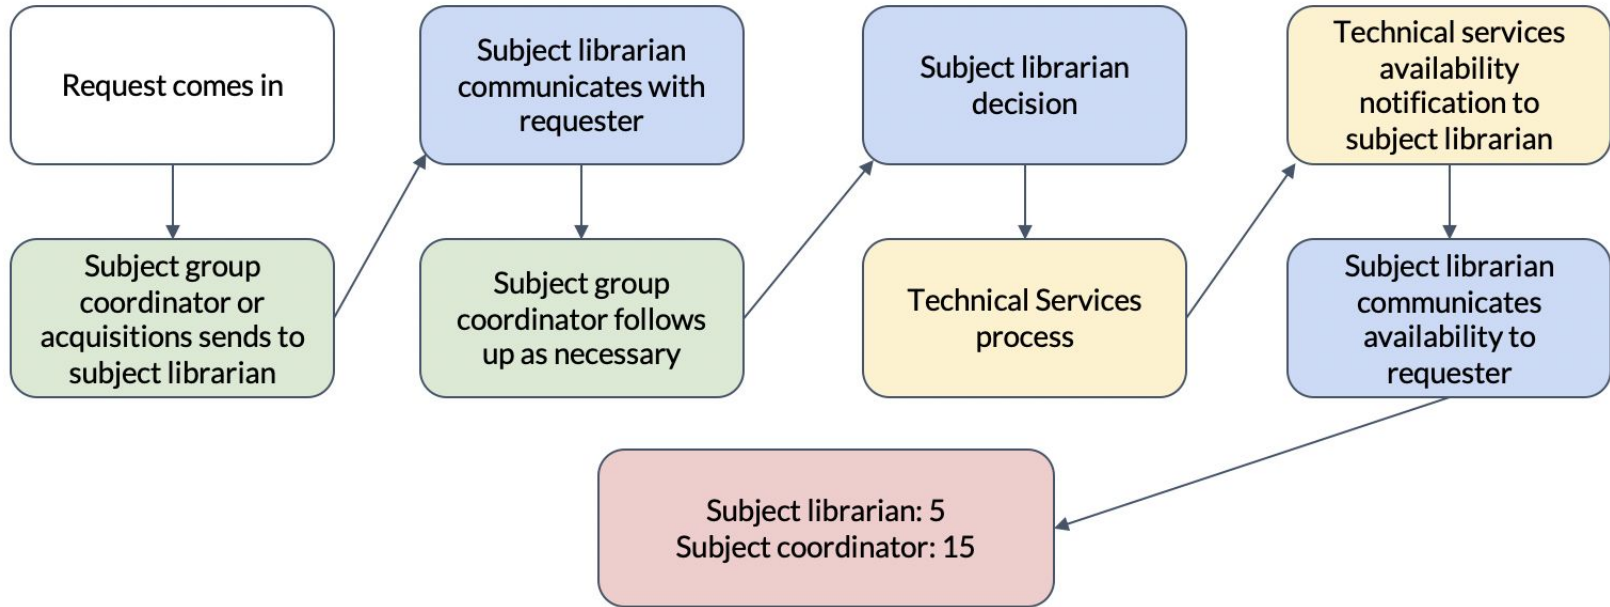 Request comes in
Subject group
coordinator or
acquisitions sends to
subject librarian
Subject librarian
communicates with
requester
Subject group
coordinator follows
up as necessary
Subject librarian
decision
Technical Services
process
Technical services
availability
notification to
subject librarian
Subject librarian
communicates
availability to
requester
Subject librarian: 5
Subject coordinator: 15